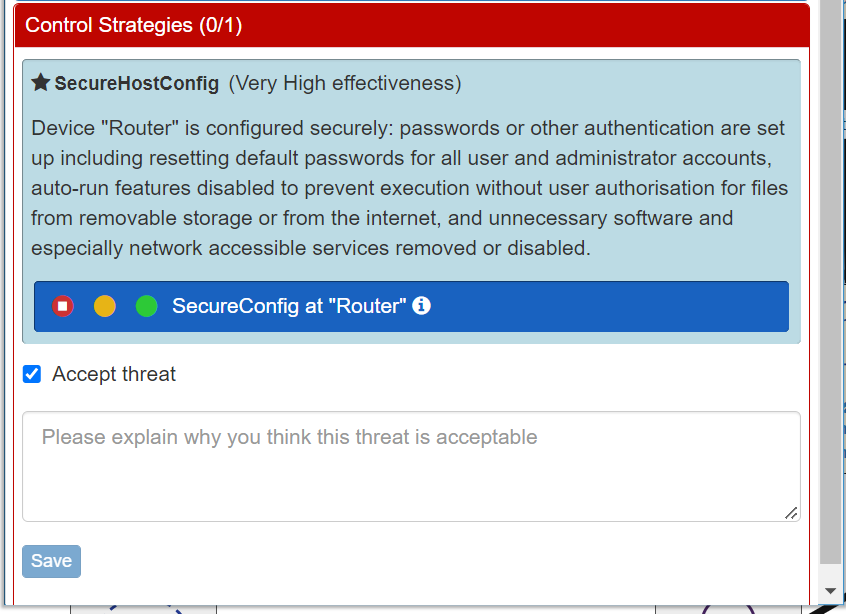 Control Strategies (0/1)
SecureHostConfig (Very High effectiveness)
Device "Router" is configured securely: passwords or other authentication are set
up including resetting default passwords for all user and administrator accounts,
auto-run features disabled to prevent execution without user authorisation for files
from removable storage or from the internet, and unnecessary software and
especially network accessible services removed or disabled.
SecureConfig at "Router"
Accept threat
Please explain why you think this threat is acceptable
Save